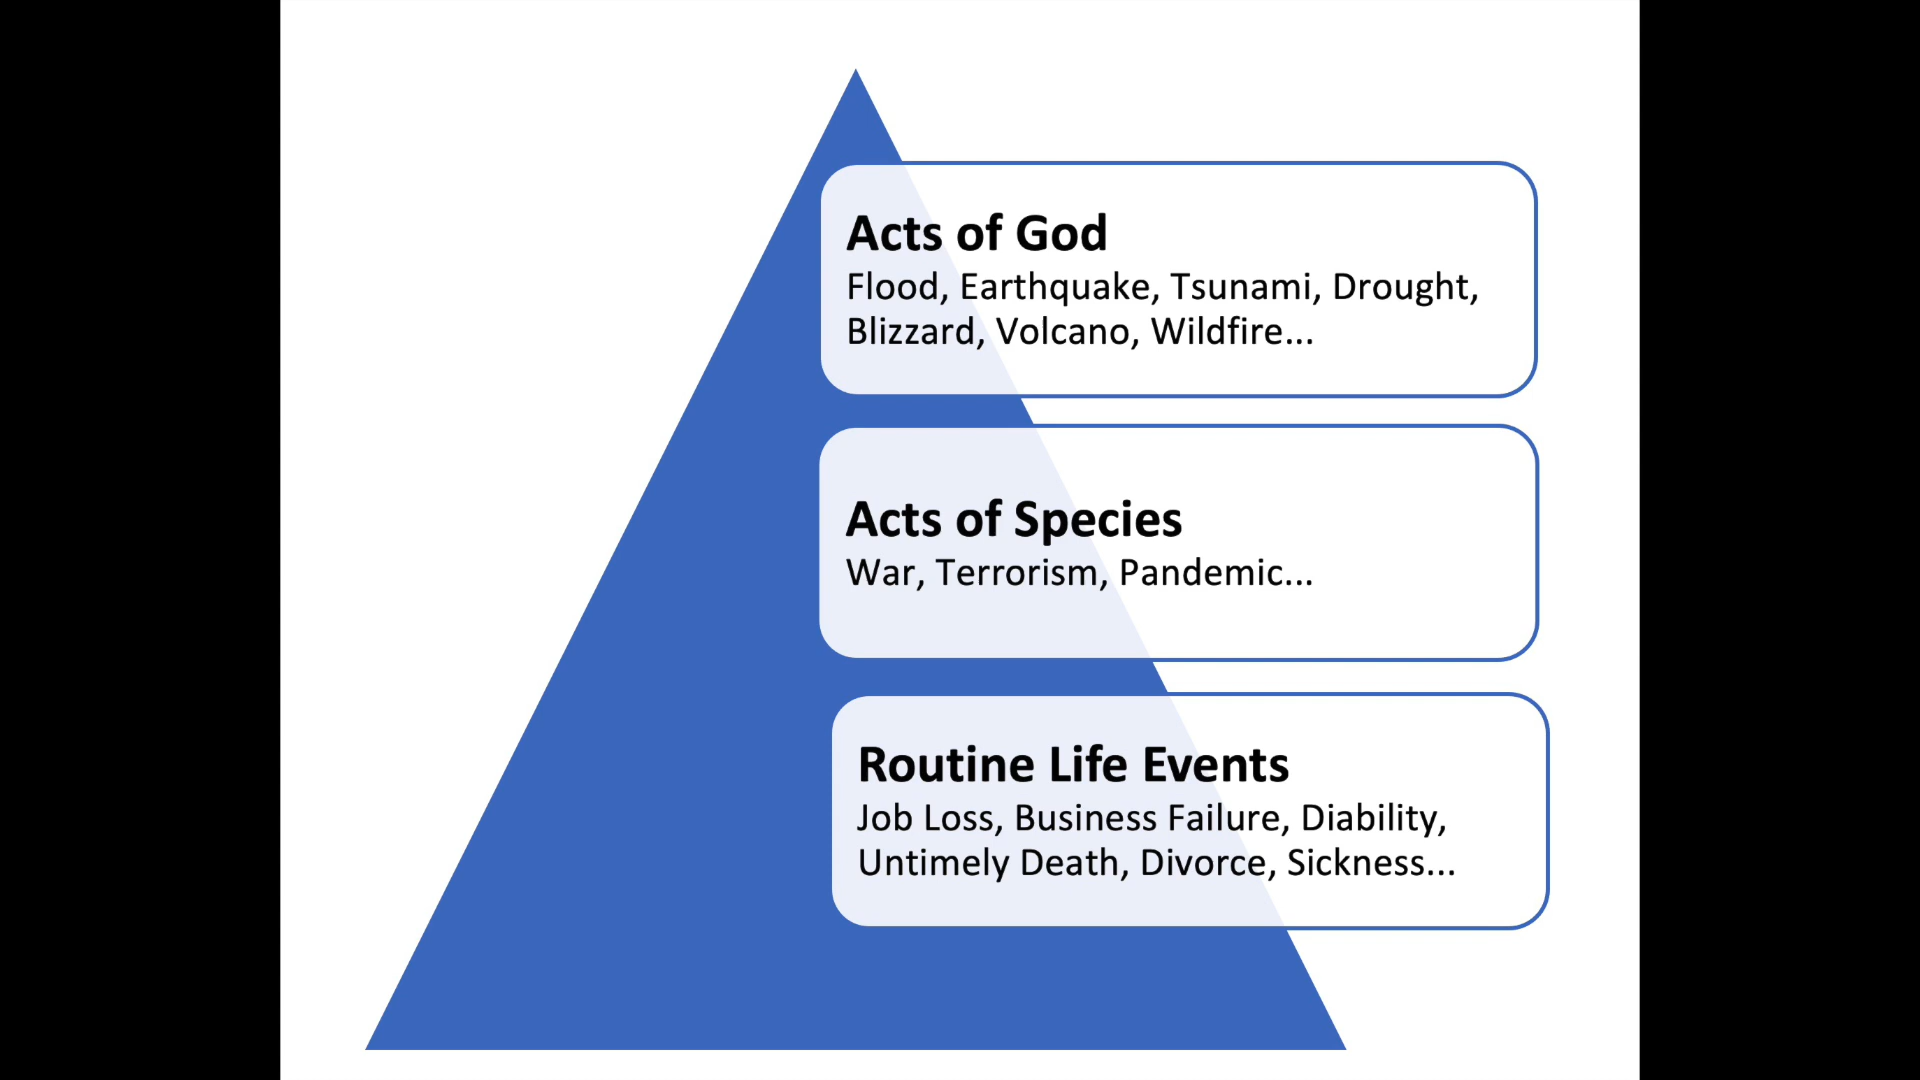 Acts of God
Flood, Earthquake, Tsunami, Drought,
Blizzard, Volcano, Wildfire...
Acts of Species
War, Terrorism, Pandemic...
Routine Life Events
Job Loss, Business Failure, Diability,
Untimely Death, Divorce, Sickness...